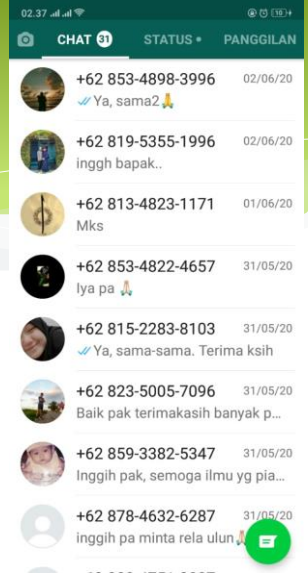 02.37
CHAT 31 STATUS • PANGGILAN
+62 853-4898-3996 02/06/20
Ya, sama2🙏
+62 819-5355-1996 02/06/20
inggh bapak..
+62 813-4823-1171 01/06/20
Mks
+62 853-4822-4657 31/05/20
Iya pa 🙏🏻
+62 815-2283-8103 31/05/20
Ya, sama-sama. Terima ksih
+62 823-5005-7096 31/05/20
Baik pak terimakasih banyak p...
+62 859-3382-5347 31/05/20
Inggih pak, semoga ilmu yg pia...
+62 878-4632-6287 31/05/20
inggih pa minta rela ulun🙏🏻